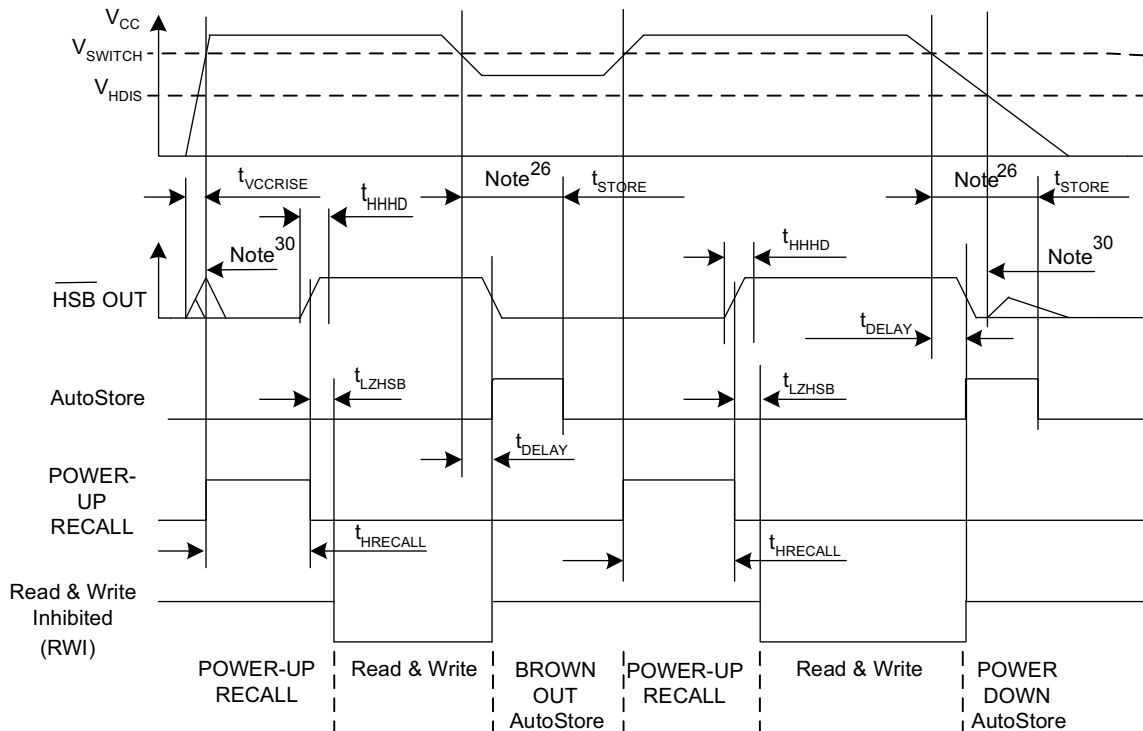 VCC
VSWITCH
VHDIS
tVCCRISE
Note26
tSTORE
Note26
tSTORE
tHHHD
Note30
tHHHD
Note30
HSB OUT
tDELAY
tLZHSB
tLZHSB
AutoStore
tDELAY
POWER-
UP
RECALL
tHRECALL
tHRECALL
Read & Write
Inhibited
(RWI)
POWER-UP
RECALL
Read & Write
BROWN
OUT
AutoStore
POWER-UP
RECALL
Read & Write
POWER
DOWN
AutoStore